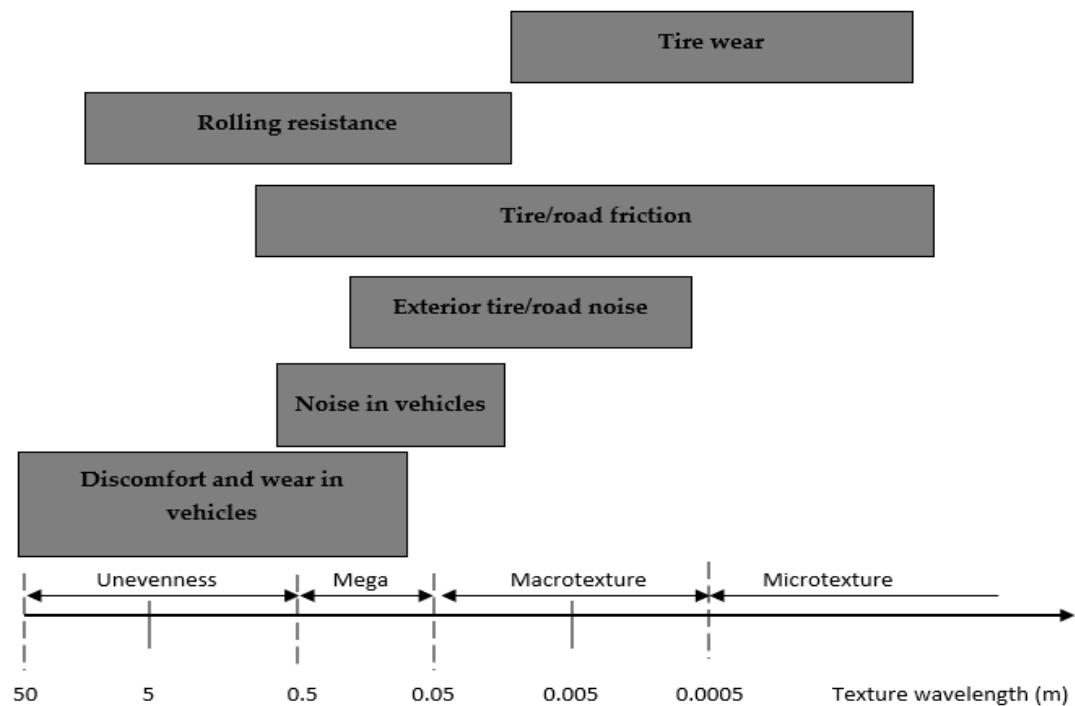 Tire wear
Rolling resistance
Tire/road friction
Exterior tire/road noise
Noise in vehicles
Discomfort and wear in
vehicles
Unevenness Mega Macrotexture Microtexture
50 5 0.5 0.05 0.005 0.0005 Texture wavelength (m)